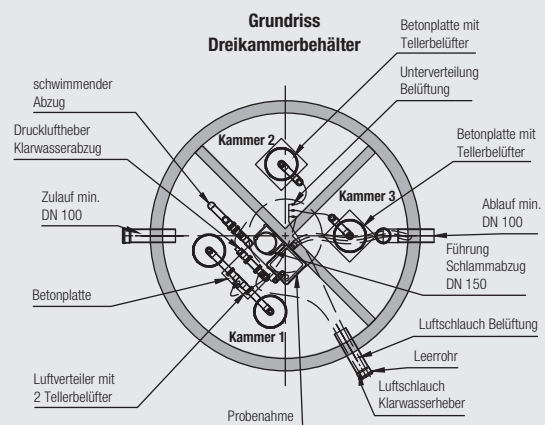 Grundriss
Dreikammerbehälter
Betonplatte mit
Tellerbelüfter
schwimmender
Abzug
Unterverteilung
Belüftung
Druckluftheber
Klarwasserabzug
Kammer 2
Betonplatte mit
Tellerbelüfter
Zulauf min.
DN 100
Kammer 3
Ablauf min.
DN 100
Führung
Schlammabzug
DN 150
Betonplatte
Kammer 1
Luftschlauch Belüftung
Leerrohr
Luftverteiler mit
2 Tellerbelüfter
Luftschlauch
Klarwasserheber
Probenahme